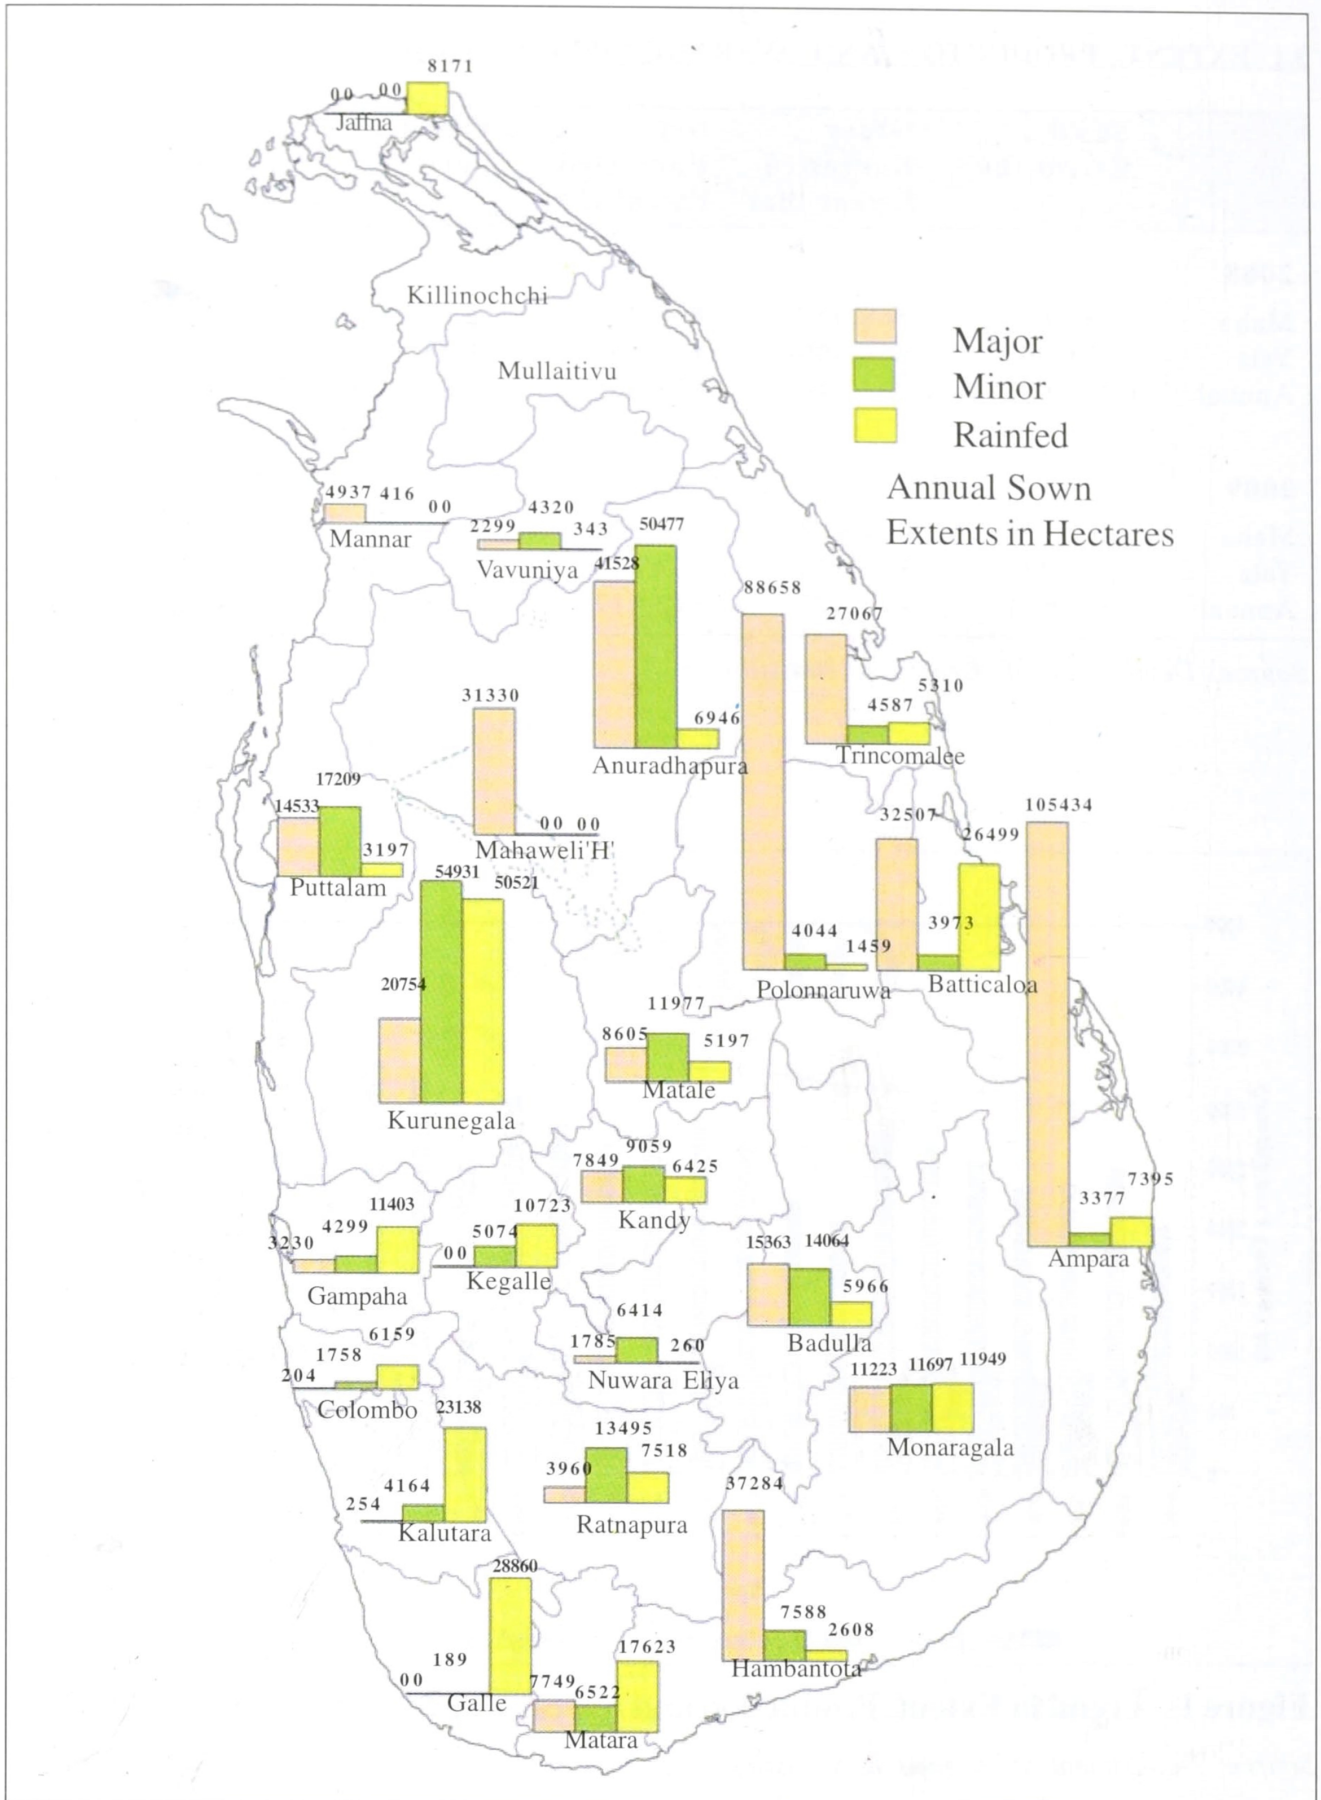 8171
00 00
Jaffna
Killinochchi
Major
Mullaitivu
Minor
Rainfed
Annual Sown
Extents in Hectares
4937 416 00
Mannar
2299 4320 343
Vavuniya
41528 50477 6946
Anuradhapura
88658 4044 1459
Polonnaruwa
27067 4587 5310
Trincomalee
31330 00 00
Mahaweli'H'
14533 17209 3197
Puttalam
32507 3973 26499
Batticaloa
105434 3377 7395
Ampara
20754 54931 50521
Kurunegala
8605 11977 5197
Matale
7849 9059 6425
Kandy
3230 4299 11403
Gampaha
00 5074 10723
Kegalle
15363 14064 5966
Badulla
1785 6414 260
Nuwara Eliya
204 1758 6159
Colombo
11223 11697 11949
Monaragala
254 4164 23138
Kalutara
3960 13495 7518
Ratnapura
37284 7588 2608
Hambantota
00 189 28860
Galle
7749 6522 17623
Matara